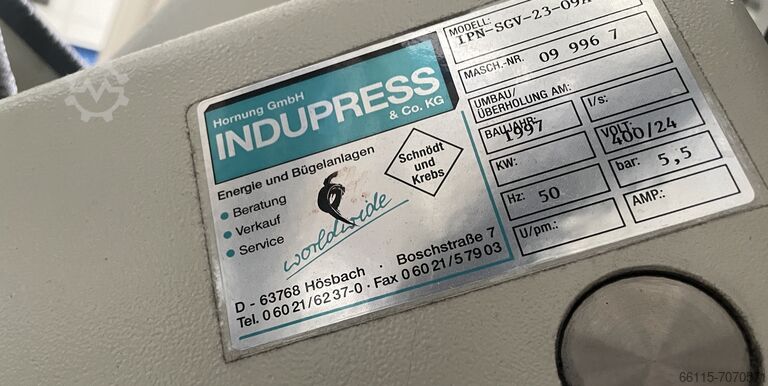 Hornung GmbH
INDUPRESS
& Co. KG
Energie und Bügelanlagen
• Beratung
• Verkauf
• Service
worldwide
Schnödt
und
Krebs
D - 63768 Hösbach · Boschstraße 7
Tel. 0 60 21/62 37-0 · Fax 0 60 21/5 79 03
MODELL: IPN-SGV-23-09A
MASCH.-NR. 09 996 7
UMBAU/
ÜBERHOLUNG AM:
BAUJAHR: 1997
I/s:
KW:
VOLT: 400/24
Hz: 50
bar: 5,5
U/pm.:
AMP.: